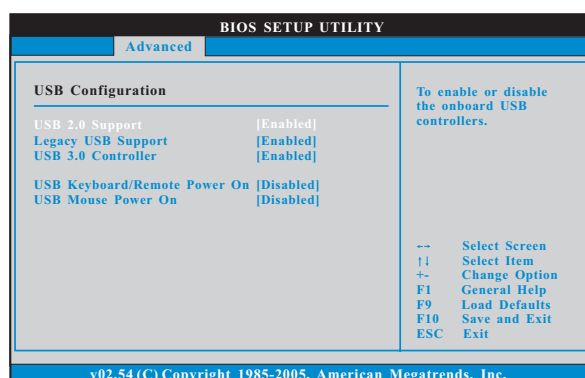 BIOS SETUP UTILITY
Advanced
USB Configuration
USB 2.0 Support [Enabled]
Legacy USB Support [Enabled]
USB 3.0 Controller [Enabled]
USB Keyboard/Remote Power On [Disabled]
USB Mouse Power On [Disabled]
To enable or disable
the onboard USB
controllers.
←→ Select Screen
↑↓ Select Item
+- Change Option
F1 General Help
F9 Load Defaults
F10 Save and Exit
ESC Exit
v02.54 (C) Copyright 1985-2005, American Megatrends, Inc.